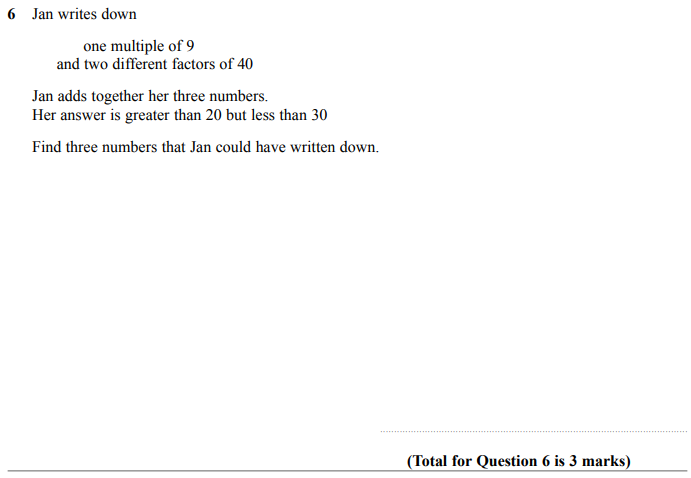 6 Jan writes down
one multiple of 9
and two different factors of 40
Jan adds together her three numbers.
Her answer is greater than 20 but less than 30
Find three numbers that Jan could have written down.
(Total for Question 6 is 3 marks)